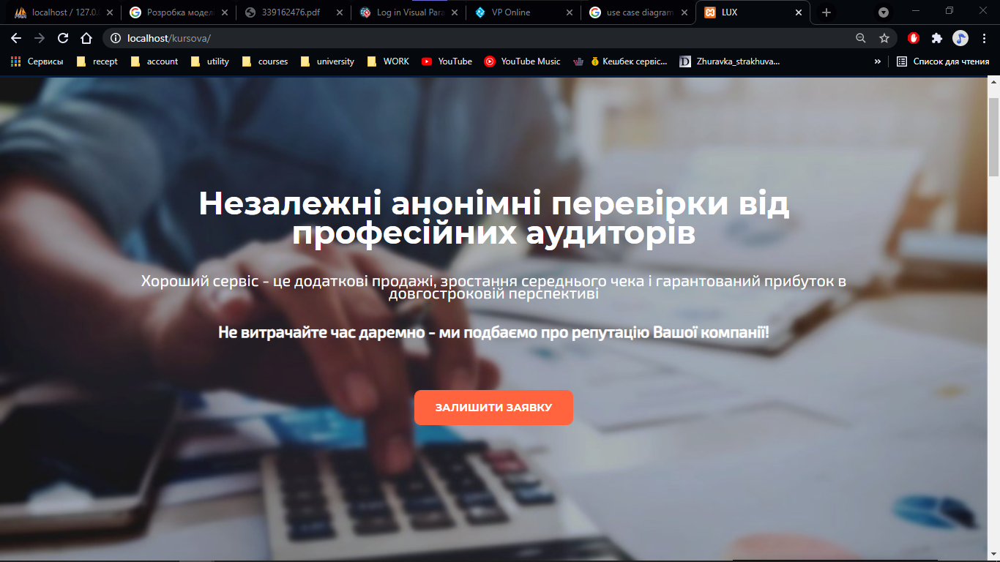 localhost / 127.0.
Розробка модел
339162476.pdf
Log in Visual Para
VP Online
use case diagram
LUX
localhost/kursova/
Сервисы
recept
account
utility
courses
university
WORK
YouTube
YouTube Music
Кешбек сервіс...
Zhuravka_strakhuva...
»
Список для чтения
Незалежні анонімні перевірки від
професійних аудиторів
Хороший сервіс - це додаткові продажі, зростання середнього чека і гарантований прибуток в
довгостроковій перспективі
Не витрачайте час даремно - ми подбаємо про репутацію Вашої компанії!
ЗАЛИШИТИ ЗАЯВКУ